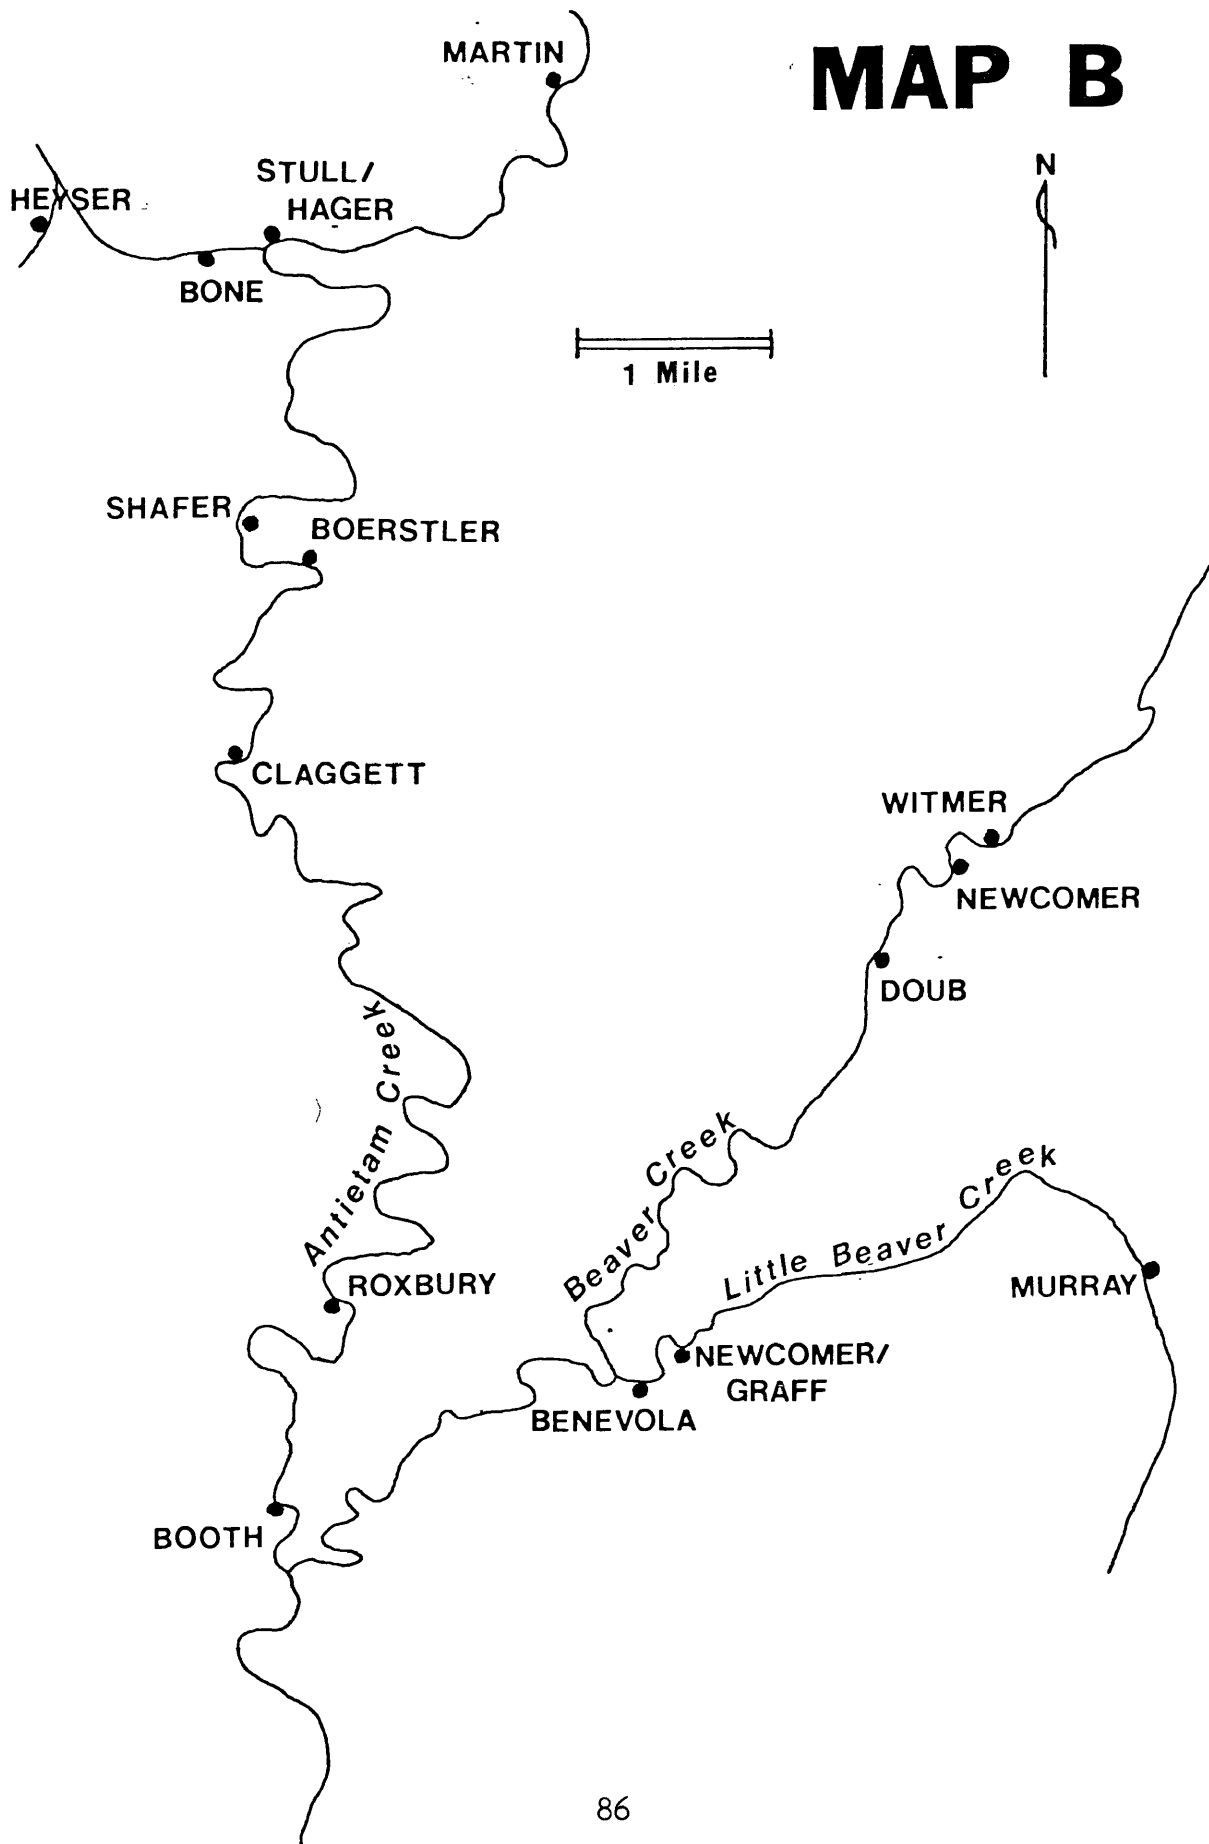 MAP B
MARTIN
N
STULL/
HAGER
HEYSER
BONE
1 Mile
SHAFER
BOERSTLER
CLAGGETT
WITMER
NEWCOMER
DOUB
Antietam Creek
Beaver Creek
Little Beaver Creek
ROXBURY
MURRAY
NEWCOMER/
GRAFF
BENEVOLA
BOOTH
86